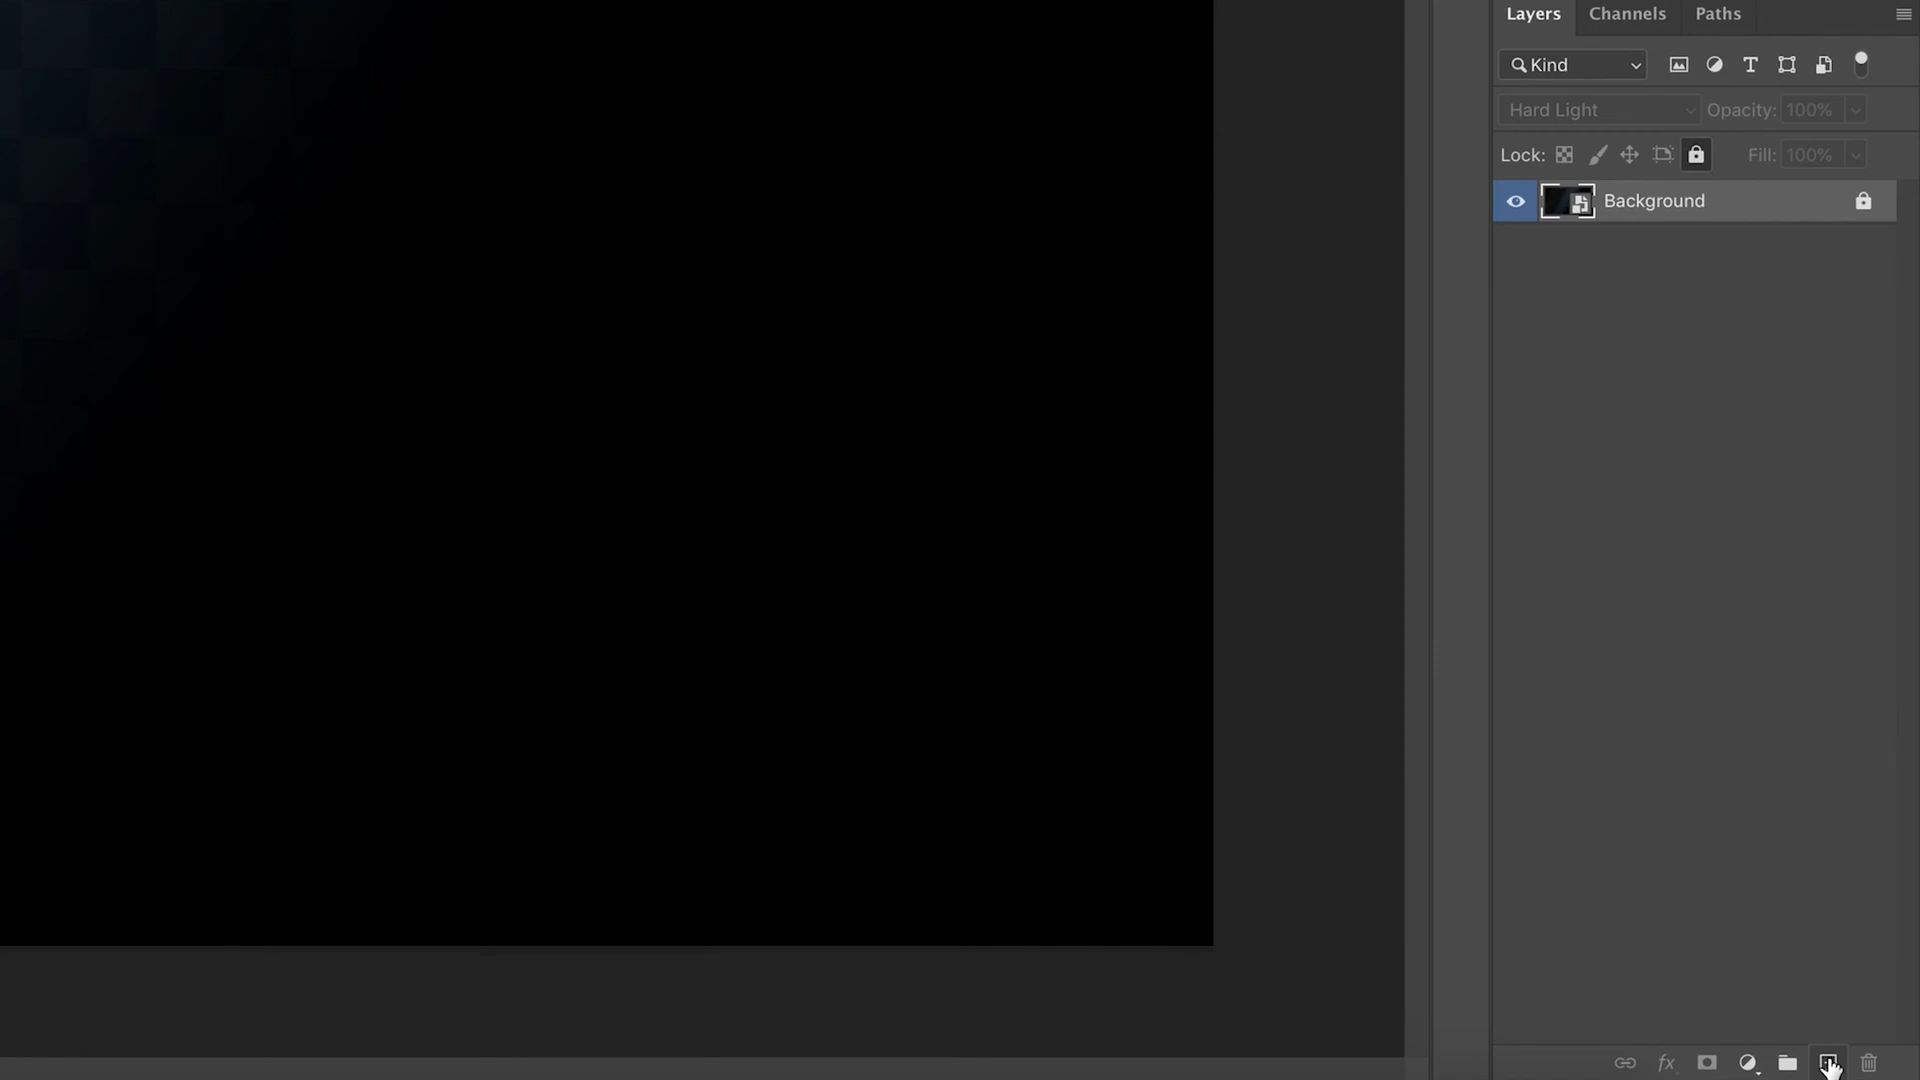 Layers Channels Paths
Kind
Hard Light Opacity: 100%
Lock: Fill: 100%
Background
fx